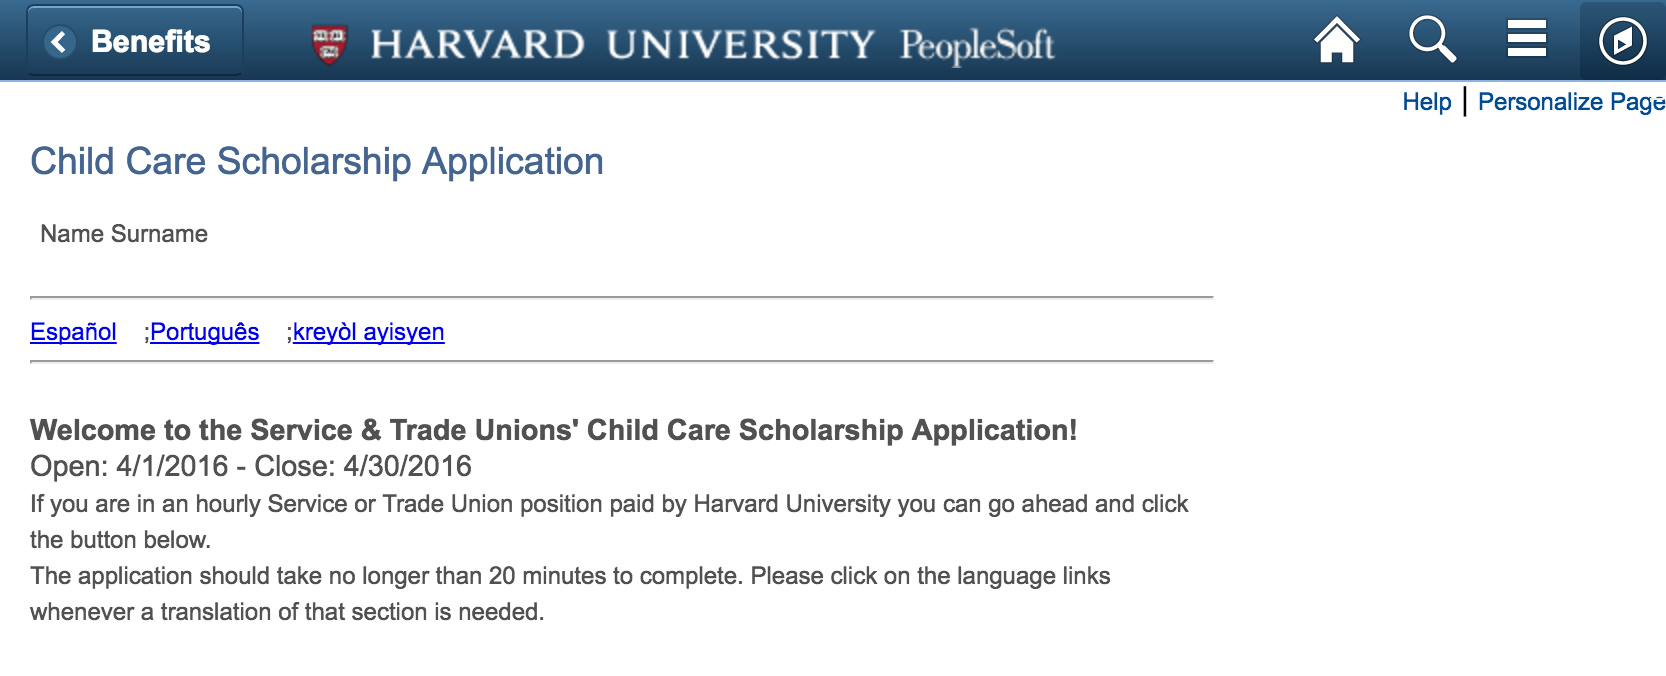 Benefits
HARVARD UNIVERSITY PeopleSoft
Help | Personalize Page
Child Care Scholarship Application
Name Surname
Español ;Português ;kreyòl ayisyen
Welcome to the Service & Trade Unions' Child Care Scholarship Application!
Open: 4/1/2016 - Close: 4/30/2016
If you are in an hourly Service or Trade Union position paid by Harvard University you can go ahead and click
the button below.
The application should take no longer than 20 minutes to complete. Please click on the language links
whenever a translation of that section is needed.